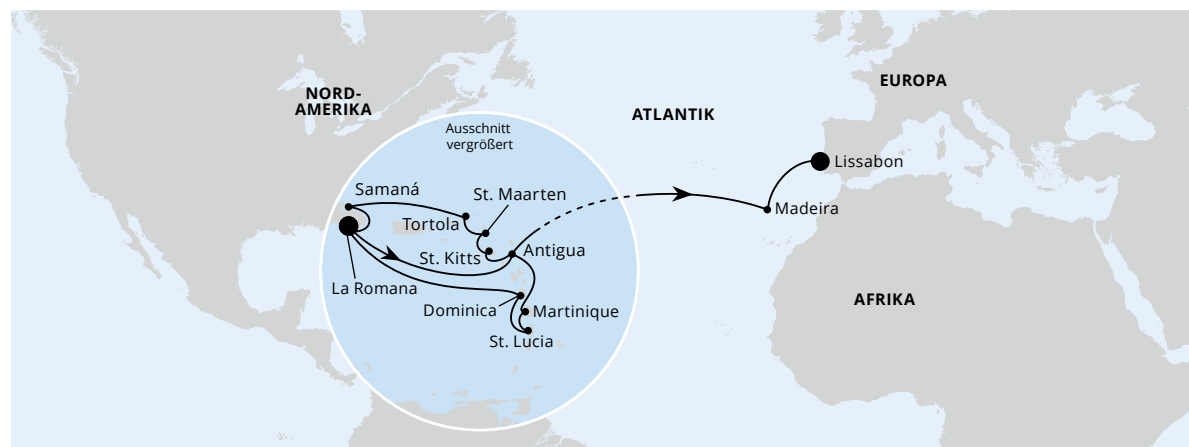 NORD-
AMERIKA
ATLANTIK
EUROPA
Ausschnitt
vergrößert
Lissabon
Samaná
St. Maarten
Madeira
Tortola
St. Kitts
Antigua
La Romana
Dominica
Martinique
St. Lucia
AFRIKA